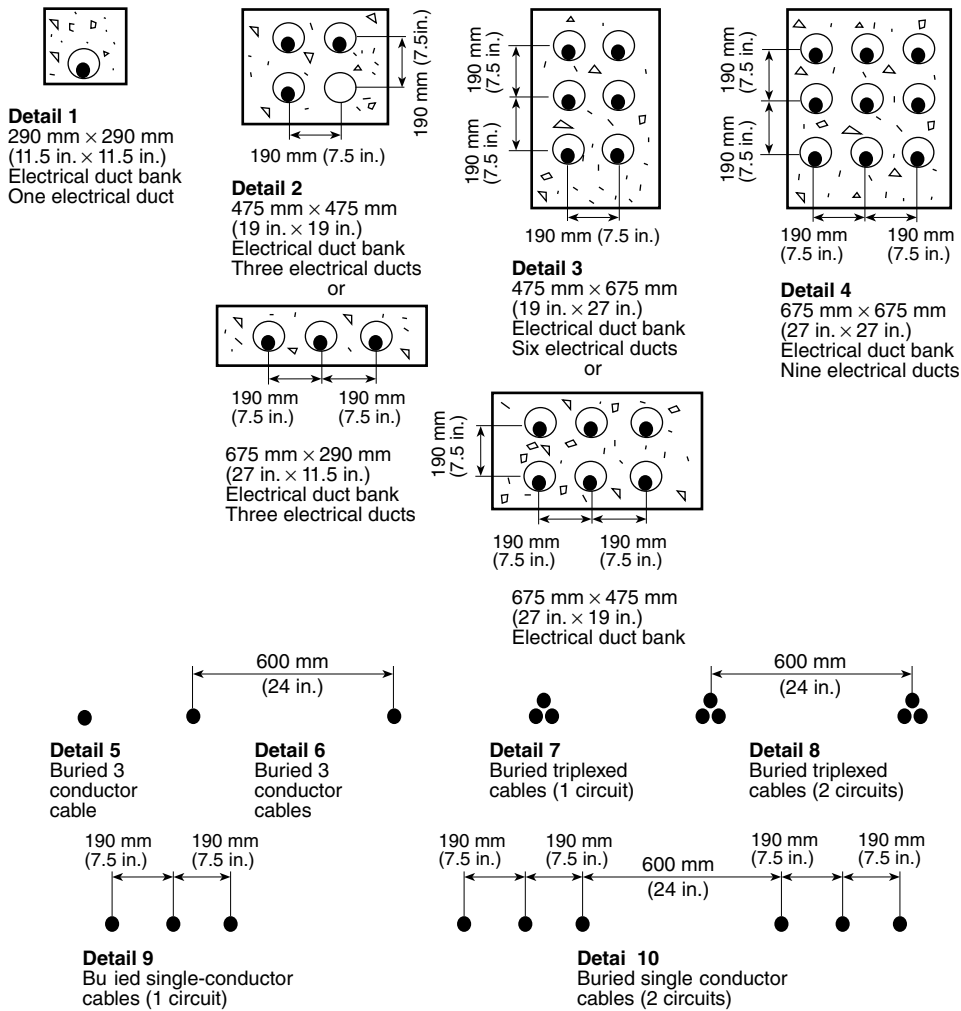 Detail 1
290 mm × 290 mm
(11.5 in. × 11.5 in.)
Electrical duct bank
One electrical duct
190 mm (7.5in.)
190 mm (7.5 in.)
Detail 2
475 mm × 475 mm
(19 in. × 19 in.)
Electrical duct bank
Three electrical ducts
or
190 mm
(7.5 in.)
190 mm
(7.5 in.)
675 mm × 290 mm
(27 in. × 11.5 in.)
Electrical duct bank
Three electrical ducts
190 mm
(7.5 in.)
190 mm
(7.5 in.)
190 mm (7.5 in.)
Detail 3
475 mm × 675 mm
(19 in. × 27 in.)
Electrical duct bank
Six electrical ducts
or
190 mm
(7.5 in.)
190 mm
(7.5 in.)
190 mm
(7.5 in.)
675 mm × 475 mm
(27 in. × 19 in.)
Electrical duct bank
190 mm
(7.5 in.)
190 mm
(7.5 in.)
190 mm
(7.5 in.)
190 mm
(7.5 in.)
Detail 4
675 mm × 675 mm
(27 in. × 27 in.)
Electrical duct bank
Nine electrical ducts
600 mm
(24 in.)
600 mm
(24 in.)
Detail 5
Buried 3
conductor
cable
Detail 6
Buried 3
conductor
cables
Detail 7
Buried triplexed
cables (1 circuit)
Detail 8
Buried triplexed
cables (2 circuits)
190 mm
(7.5 in.)
190 mm
(7.5 in.)
Detail 9
Bu ied single-conductor
cables (1 circuit)
190 mm
(7.5 in.)
190 mm
(7.5 in.)
600 mm
(24 in.)
190 mm
(7.5 in.)
190 mm
(7.5 in.)
Detai 10
Buried single conductor
cables (2 circuits)